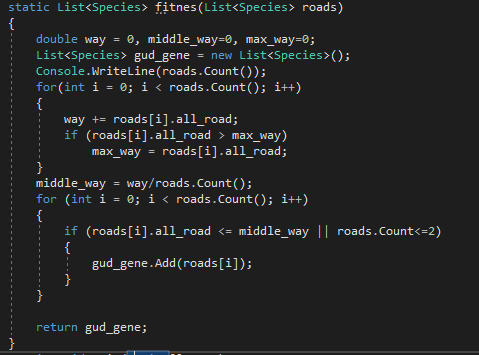 static List<Species> fitnes(List<Species> roads)
{
double way = 0, middle_way=0, max_way=0;
List<Species> gud_gene = new List<Species>();
Console.WriteLine(roads.Count());
for(int i = 0; i < roads.Count(); i++)
{
way += roads[i].all_road;
if (roads[i].all_road > max_way)
max_way = roads[i].all_road;
}
middle_way = way/roads.Count();
for (int i = 0; i < roads.Count(); i++)
{
if (roads[i].all_road <= middle_way || roads.Count<=2)
{
gud_gene.Add(roads[i]);
}
}
return gud_gene;
}